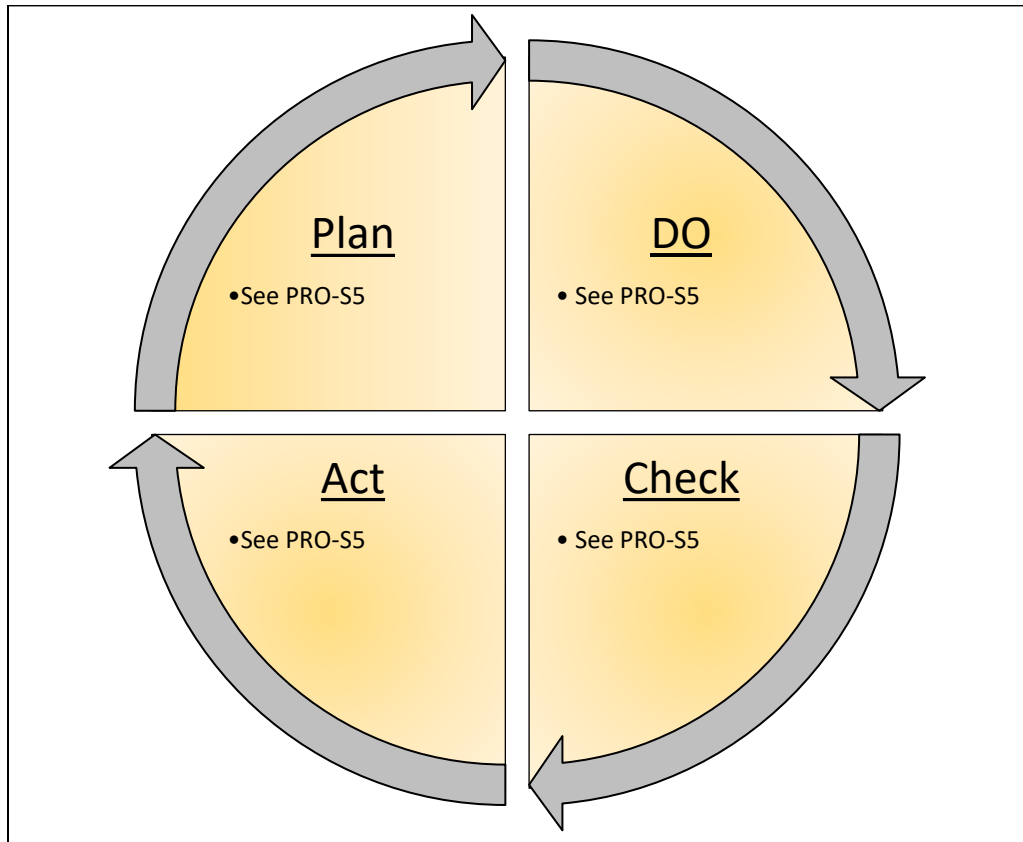 Plan
•See PRO-S5
DO
• See PRO-S5
Act
•See PRO-S5
Check
• See PRO-S5